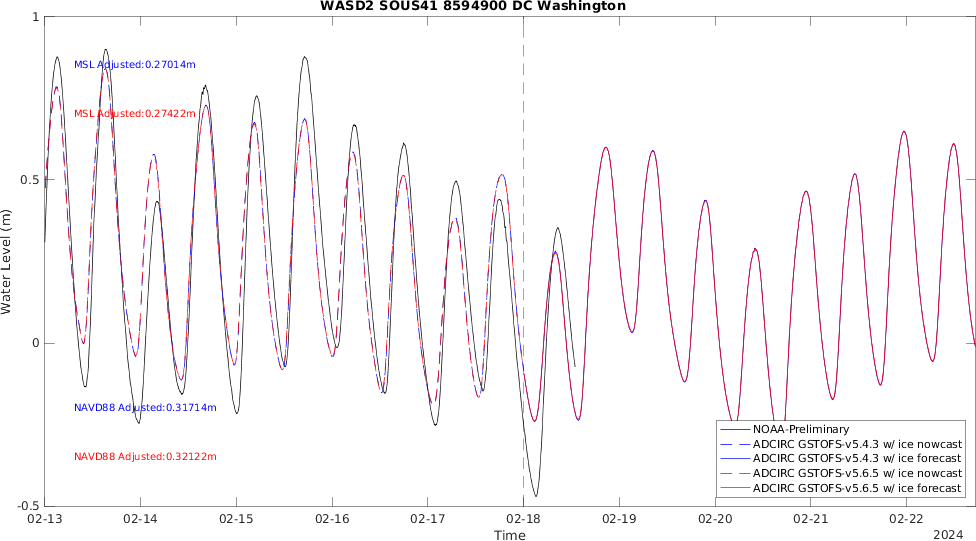 WASD2 SOUS41 8594900 DC Washington
1
MSL Adjusted:0.27014m
MSL Adjusted:0.27422m
0.5
Water Level (m)
0
NAVD88 Adjusted:0.31714m
NAVD88 Adjusted:0.32122m
NOAA-Preliminary
ADCIRC GSTOFS-v5.4.3 w/ ice nowcast
ADCIRC GSTOFS-v5.4.3 w/ ice forecast
ADCIRC GSTOFS-v5.6.5 w/ ice nowcast
ADCIRC GSTOFS-v5.6.5 w/ ice forecast
-0.5
02-13 02-14 02-15 02-16 02-17 02-18 02-19 02-20 02-21 02-22
Time
2024